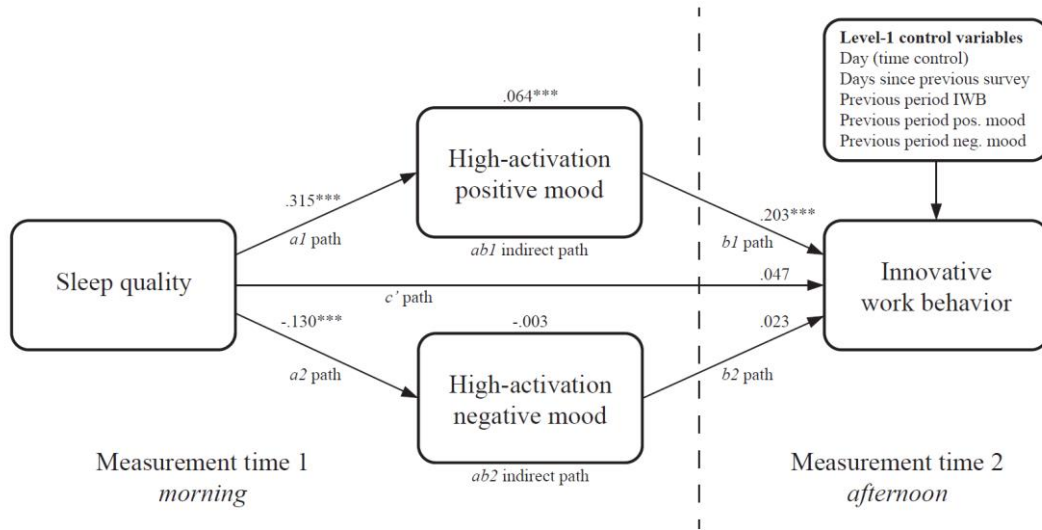 Level-1 control variables
Day (time control)
Days since previous survey
Previous period IWB
Previous period pos. mood
Previous period neg. mood
.064***
High-activation
positive mood
.315***
a1 path
ab1 indirect path
.203***
b1 path
Sleep quality
c' path
.047
Innovative
work behavior
-.130***
a2 path
-.003
High-activation
negative mood
.023
b2 path
ab2 indirect path
Measurement time 1
morning
Measurement time 2
afternoon